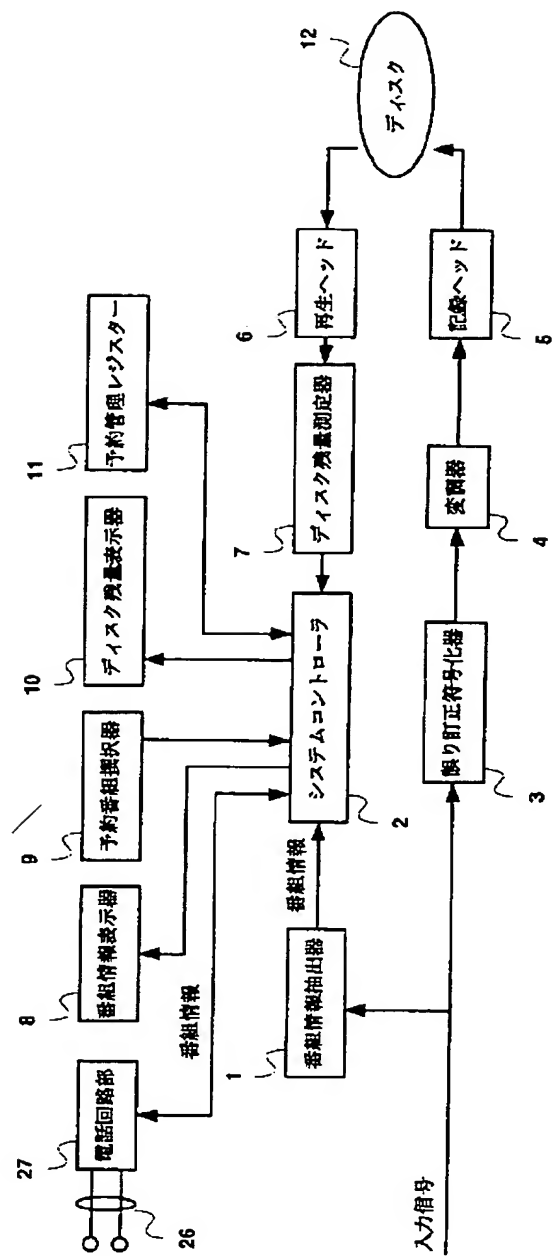 27
電話回路部
26
8
番組情報表示器
9
予約番組選択器
10
ディスク残量表示器
11
予約管理レジスター
番組情報
1
番組情報抽出器
番組情報
システムコントローラ
2
ディスク残量測定器
7
再生ヘッド
6
ディスク
12
入力信号
誤り訂正符号化器
3
変調器
4
記録ヘッド
5